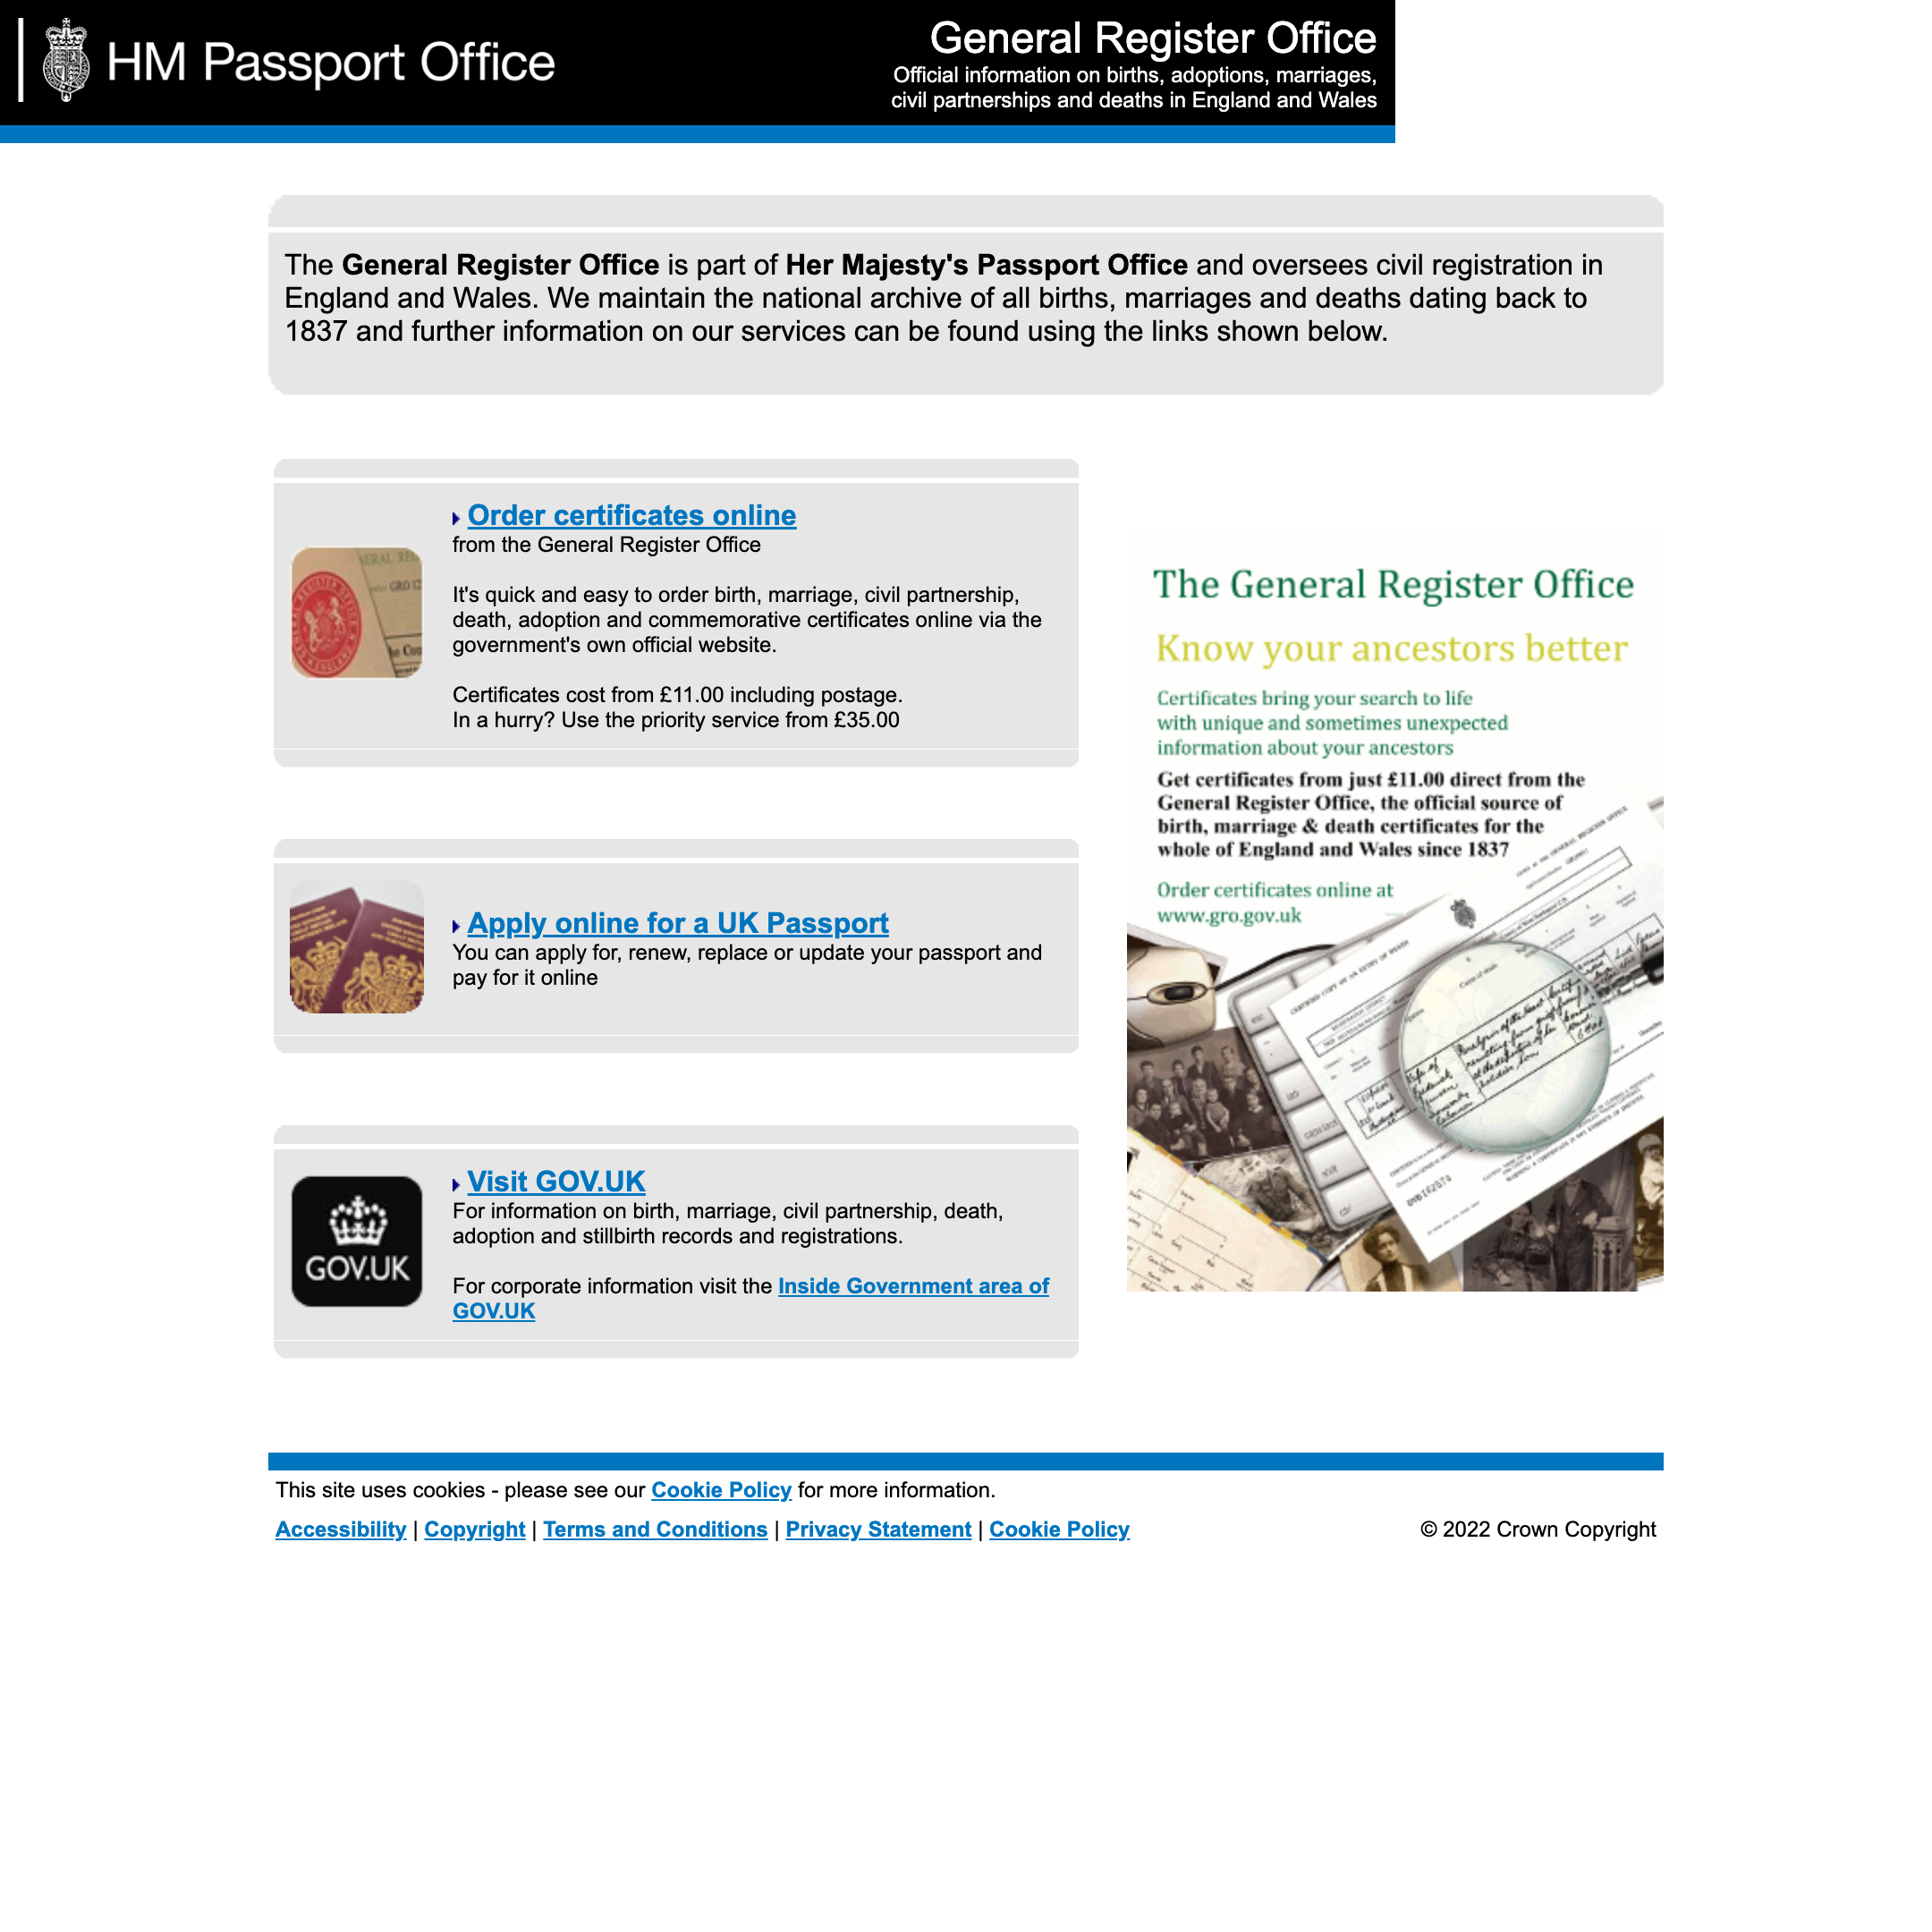 HM Passport Office
General Register Office
Official information on births, adoptions, marriages,
civil partnerships and deaths in England and Wales
The General Register Office is part of Her Majesty's Passport Office and oversees civil registration in
England and Wales. We maintain the national archive of all births, marriages and deaths dating back to
1837 and further information on our services can be found using the links shown below.
Order certificates online
from the General Register Office
It's quick and easy to order birth, marriage, civil partnership,
death, adoption and commemorative certificates online via the
government's own official website.
Certificates cost from £11.00 including postage.
In a hurry? Use the priority service from £35.00
Apply online for a UK Passport
You can apply for, renew, replace or update your passport and
pay for it online
GOV.UK
Visit GOV.UK
For information on birth, marriage, civil partnership, death,
adoption and stillbirth records and registrations.
For corporate information visit the Inside Government area of
GOV.UK
The General Register Office
Know your ancestors better
Certificates bring your search to life
with unique and sometimes unexpected
information about your ancestors
Get certificates from just £11.00 direct from the
General Register Office, the official source of
birth, marriage & death certificates for the
whole of England and Wales since 1837
Order certificates online at
www.gro.gov.uk
CERTIFIED COPY OF AN ENTRY OF DEATH
This site uses cookies - please see our Cookie Policy for more information.
Accessibility | Copyright | Terms and Conditions | Privacy Statement | Cookie Policy
© 2022 Crown Copyright